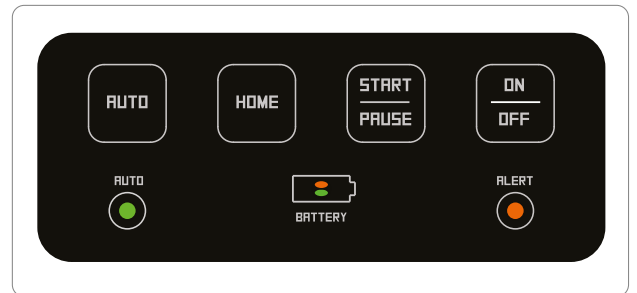 AUTO
HOME
START
PAUSE
ON
OFF
AUTO
BATTERY
ALERT